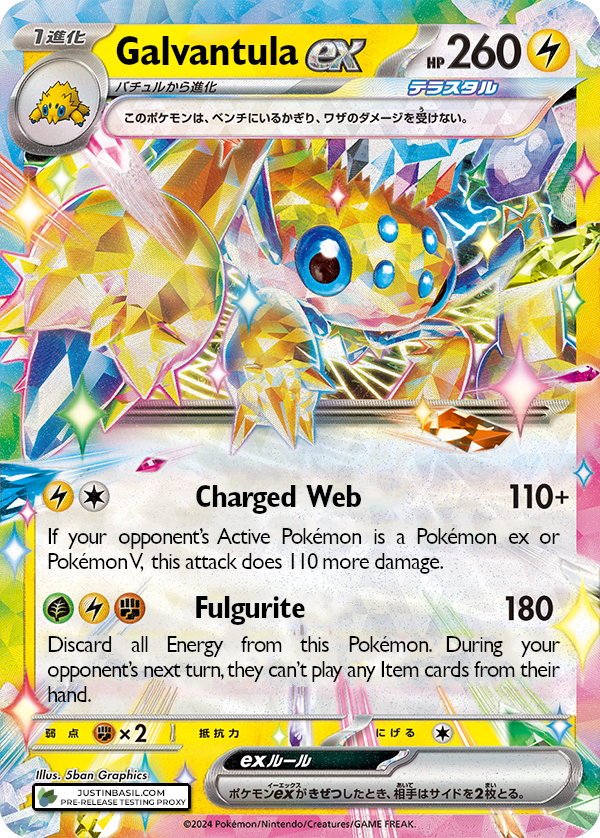 1進化
Galvantula ex
HP 260
バチュルから進化
テラスタル
このポケモンは、ベンチにいるかぎり、ワザのダメージを受けない。
Charged Web 110+
If your opponent's Active Pokémon is a Pokémon ex or
Pokémon V, this attack does 110 more damage.
Fulgurite 180
Discard all Energy from this Pokémon. During your
opponent's next turn, they can't play any Item cards from their
hand.
弱点 ×2 抵抗力 にげる
exルール
ポケモンexがきぜつしたとき、相手はサイドを2枚とる。
Illus. 5ban Graphics
JUSTINBASIL.COM
PRE-RELEASE TESTING PROXY
©2024 Pokémon/Nintendo/Creatures/GAME FREAK.